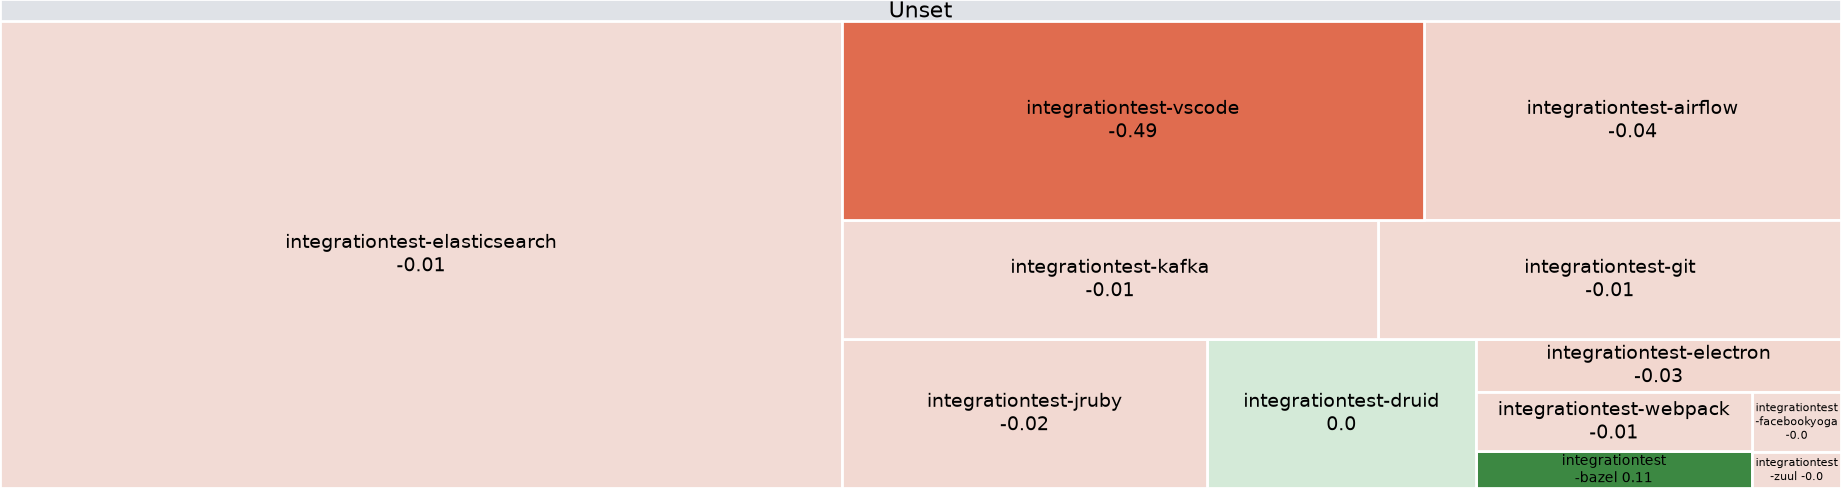 Unset
integrationtest-elasticsearch
-0.01
integrationtest-vscode
-0.49
integrationtest-airflow
-0.04
integrationtest-kafka
-0.01
integrationtest-git
-0.01
integrationtest-jruby
-0.02
integrationtest-druid
0.0
integrationtest-electron
-0.03
integrationtest-webpack
-0.01
integrationtest
-facebookyoga
-0.0
integrationtest
-bazel 0.11
integrationtest
-zuul -0.0